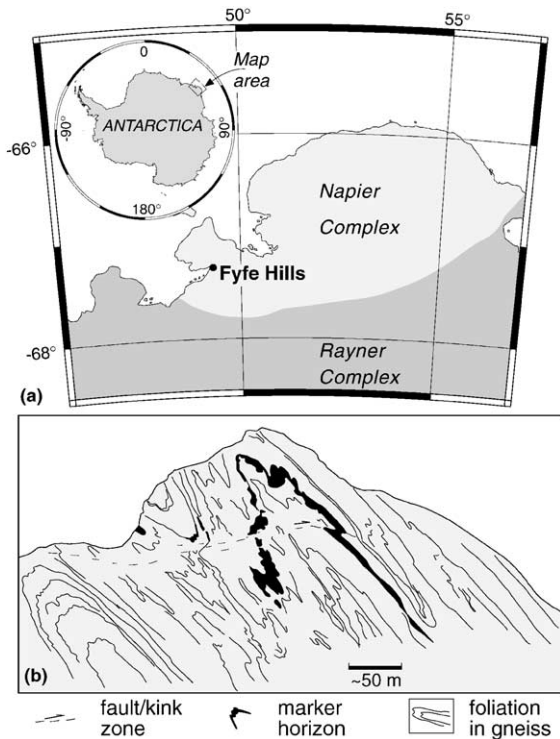 50° 55°
0
Map
area
ANTARCTICA
-90°
90°
180°
-66°
Napier
Complex
Fyfe Hills
-68°
Rayner
Complex
(a)
(b)
~50 m
fault/kink
zone
marker
horizon
foliation
in gneiss